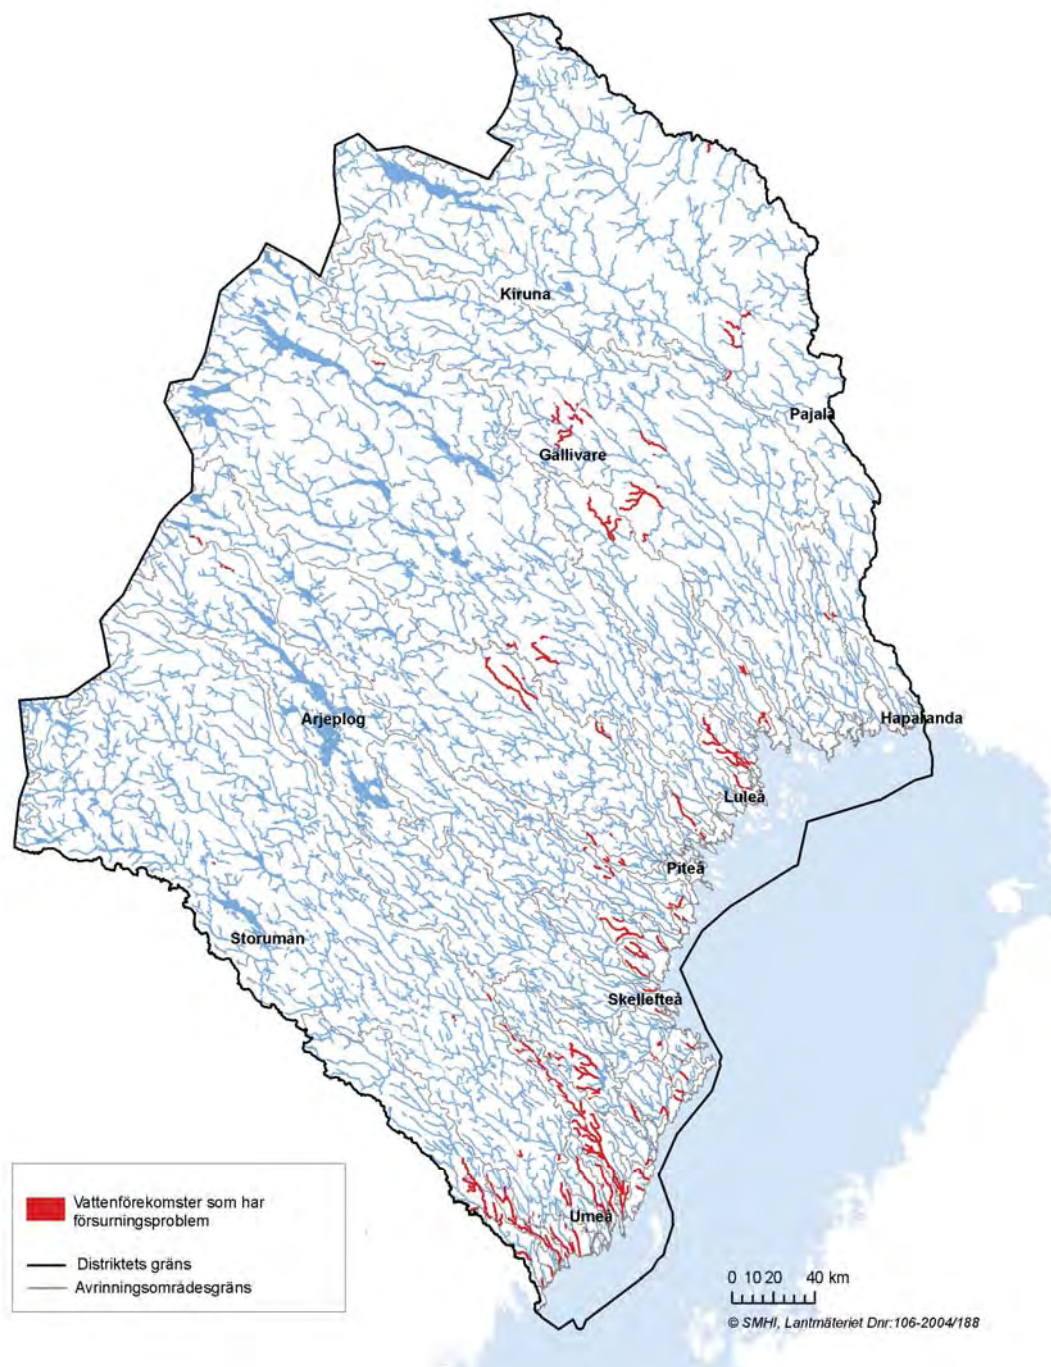 Kiruna
Pajala
Gällivare
Arjeplog
Haparanda
Luleå
Piteå
Storuman
Skellefteå
Umeå
Vattenförekomster som har
försurningsproblem
Distriktets gräns
Avrinningsområdesgräns
0 10 20 40 km
© SMHI, Lantmäteriet Dnr:106-2004/188